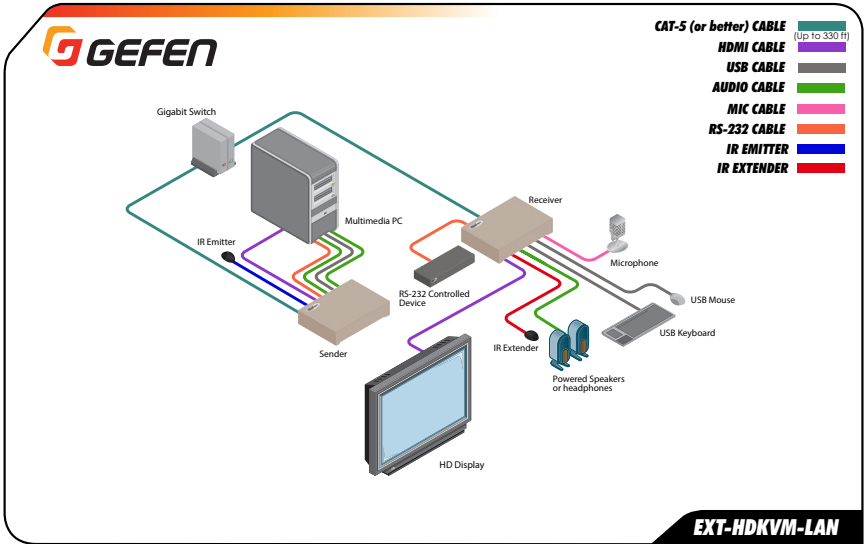 GEFEN
CAT-5 (or better) CABLE
(Up to 330 ft)
HDMI CABLE
USB CABLE
AUDIO CABLE
MIC CABLE
RS-232 CABLE
IR EMITTER
IR EXTENDER
Gigabit Switch
Receiver
Multimedia PC
IR Emitter
Microphone
RS-232 Controlled
Device
USB Mouse
USB Keyboard
Sender
IR Extender
Powered Speakers
or headphones
HD Display
EXT-HDKVM-LAN